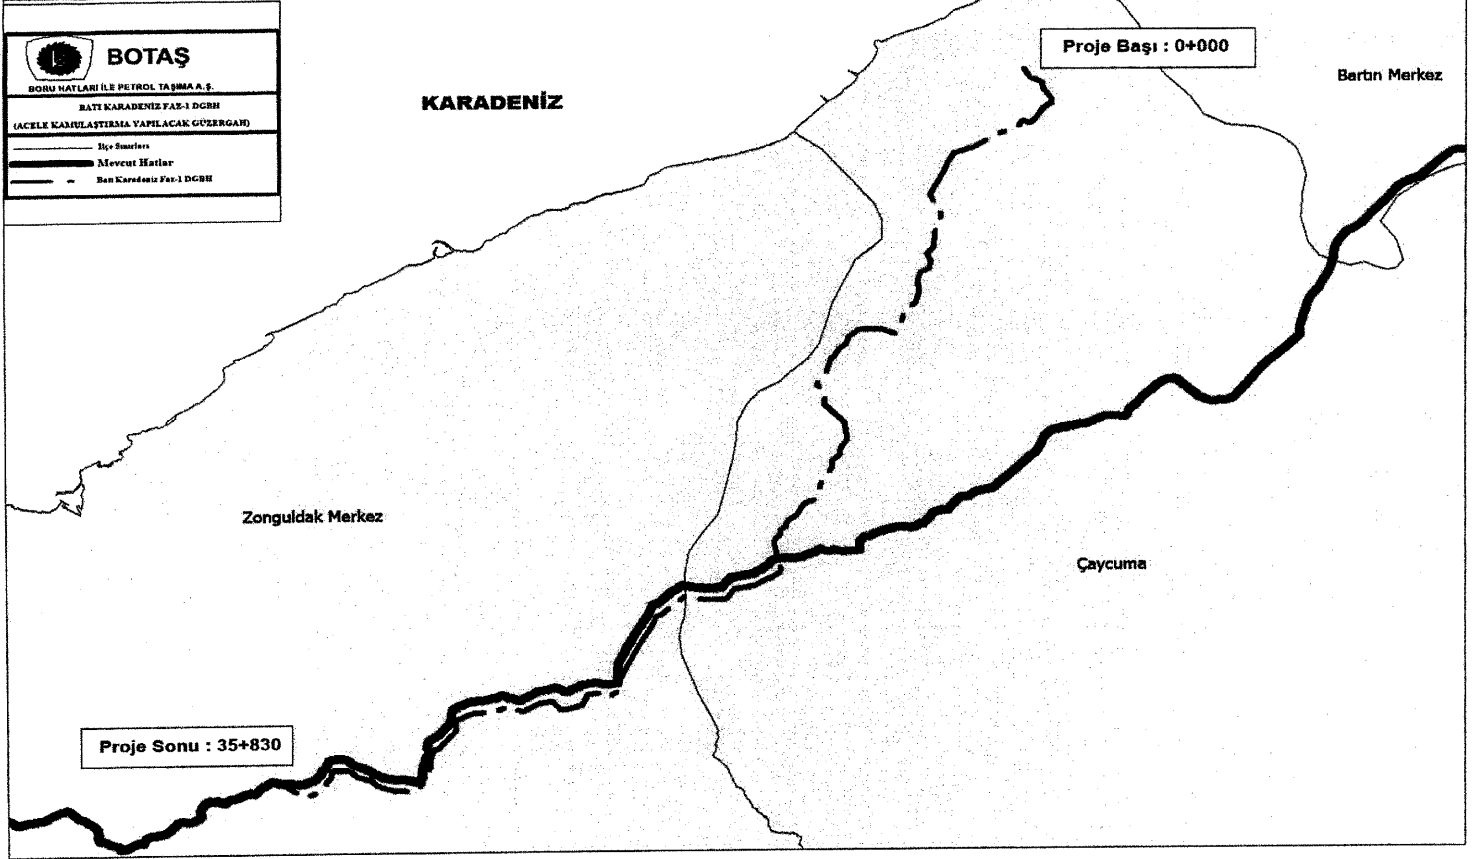 BOTAŞ
BORU HATLARI İLE PETROL TAŞIMA A.Ş.
BATI KARADENİZ FAZ-1 DGBH
(ACELE KAMULAŞTIRMA YAPILACAK GÜZERGAH)
İlçe Sınırları
Mevcut Hatlar
Batı Karadeniz Faz-1 DGBH
KARADENİZ
Proje Başı : 0+000
Bartın Merkez
Zonguldak Merkez
Çaycuma
Proje Sonu : 35+830